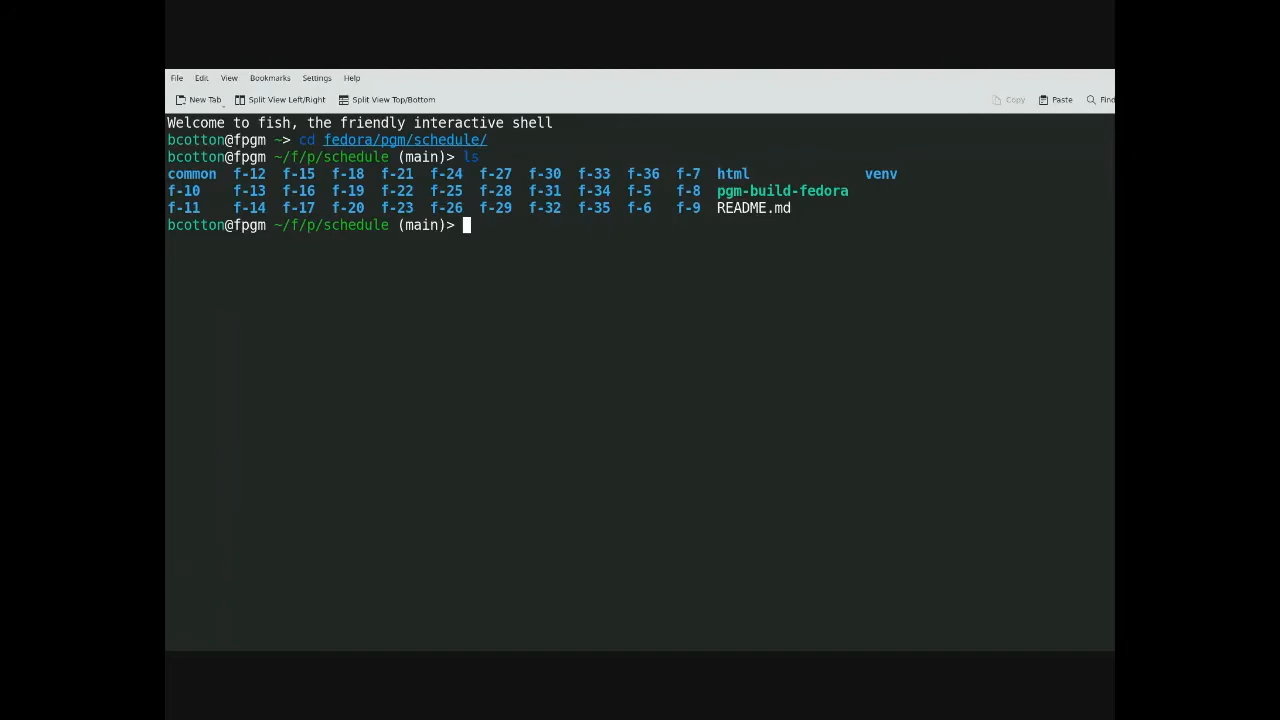 File Edit View Bookmarks Settings Help
New Tab Split View Left/Right Split View Top/Bottom Copy Paste Find
Welcome to fish, the friendly interactive shell
bcotton@fpgm ~> cd fedora/pgm/schedule/
bcotton@fpgm ~/f/p/schedule (main)> ls
common f-12 f-15 f-18 f-21 f-24 f-27 f-30 f-33 f-36 f-7 html venv
f-10 f-13 f-16 f-19 f-22 f-25 f-28 f-31 f-34 f-5 f-8 pgm-build-fedora
f-11 f-14 f-17 f-20 f-23 f-26 f-29 f-32 f-35 f-6 f-9 README.md
bcotton@fpgm ~/f/p/schedule (main)>